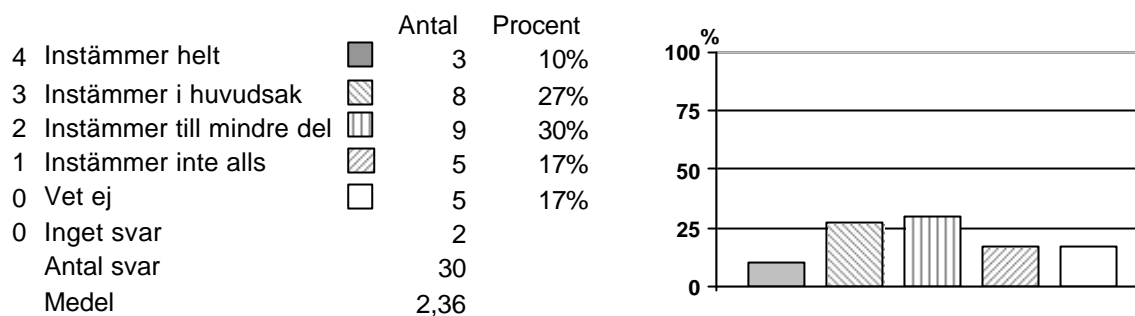 Antal Procent
4 Instämmer helt 3 10%
3 Instämmer i huvudsak 8 27%
2 Instämmer till mindre del 9 30%
1 Instämmer inte alls 5 17%
0 Vet ej 5 17%
0 Inget svar 2
Antal svar 30
Medel 2,36
%
100
75
50
25
0